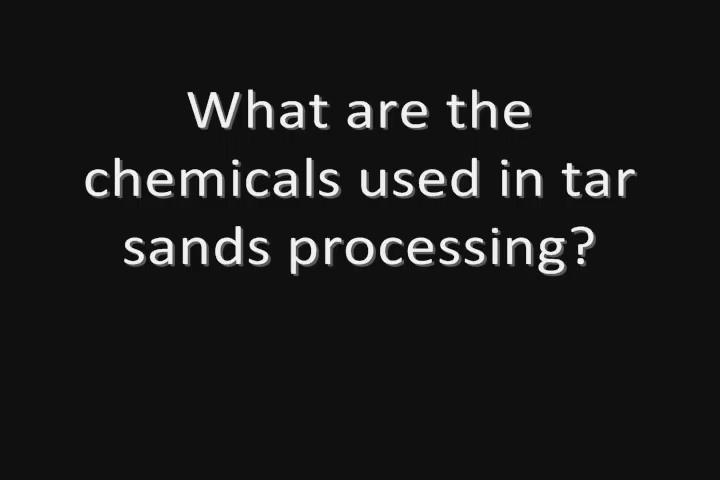 What are the
chemicals used in tar
sands processing?